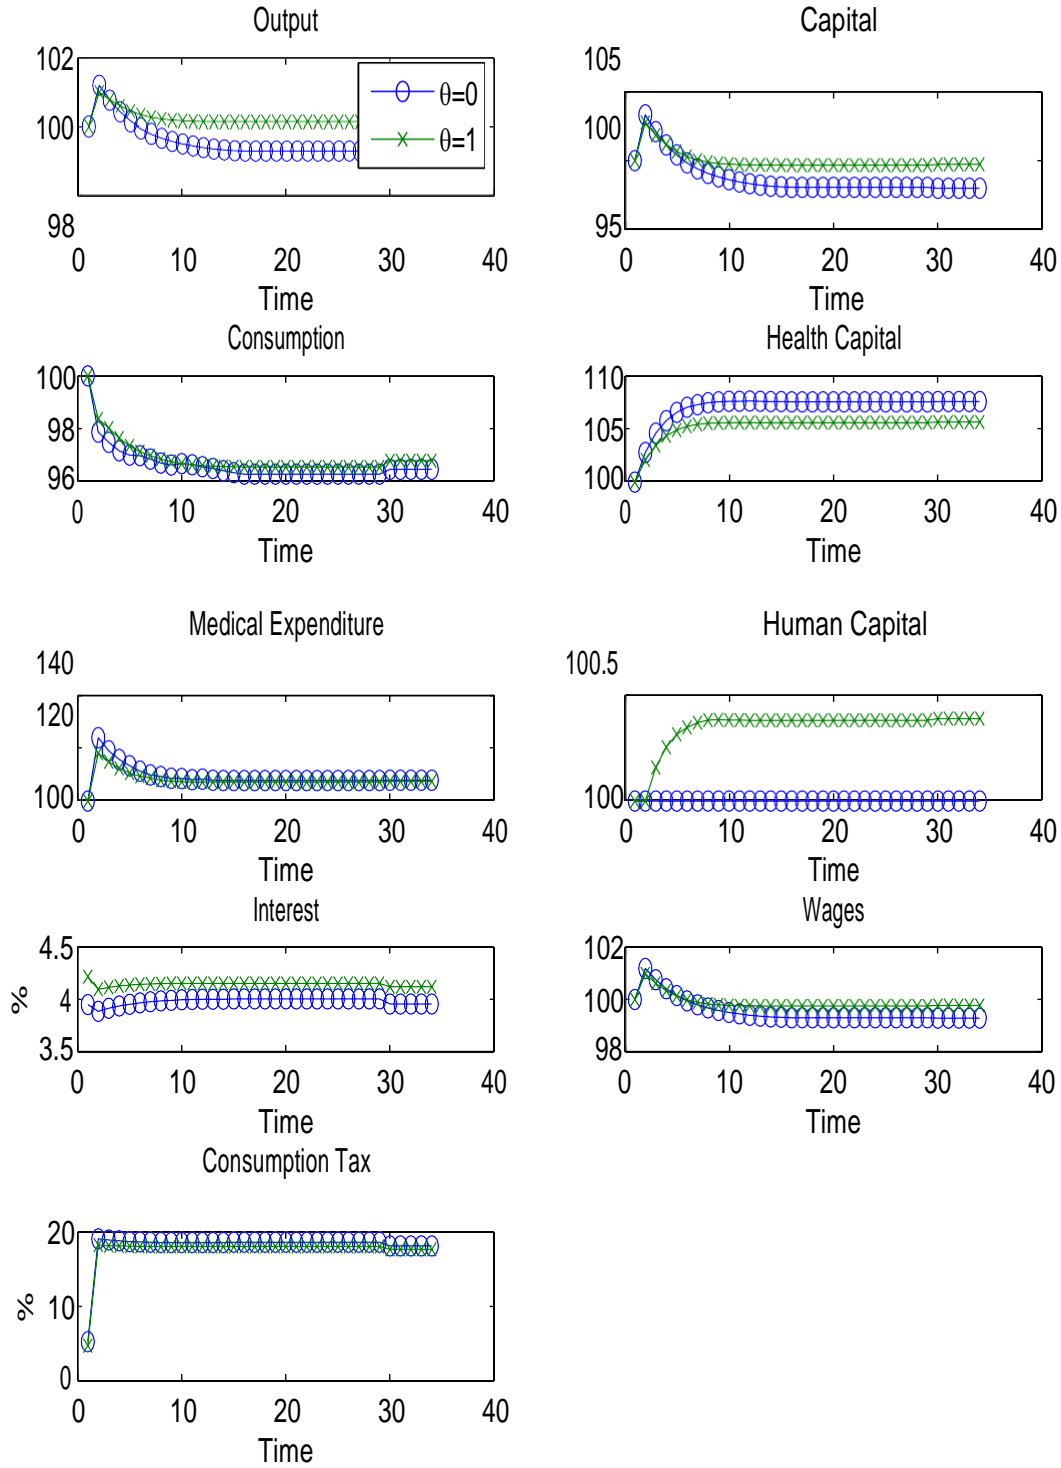 Output
102
100
98
0 10 20 30 40
Time
θ=0
θ=1
Capital
105
100
95
0 10 20 30 40
Time
Consumption
100
98
96
0 10 20 30 40
Time
Health Capital
110
105
100
0 10 20 30 40
Time
Medical Expenditure
140
120
100
0 10 20 30 40
Time
Human Capital
100.5
100
0 10 20 30 40
Time
Interest
4.5
4
3.5
%
0 10 20 30 40
Time
Wages
102
100
98
0 10 20 30 40
Time
Consumption Tax
20
10
0
%
0 10 20 30 40
Time